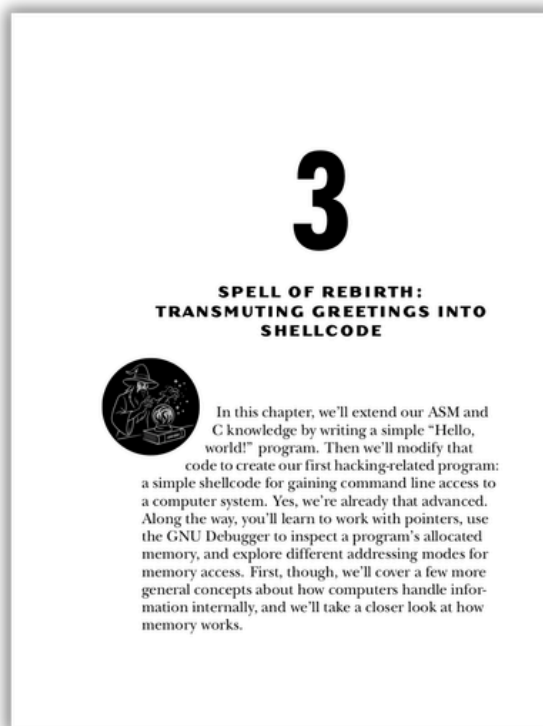 3
SPELL OF REBIRTH:
TRANSMUTING GREETINGS INTO
SHELLCODE
In this chapter, we’ll extend our ASM and
C knowledge by writing a simple “Hello,
world!” program. Then we’ll modify that
code to create our first hacking-related program:
a simple shellcode for gaining command line access to
a computer system. Yes, we’re already that advanced.
Along the way, you’ll learn to work with pointers, use
the GNU Debugger to inspect a program’s allocated
memory, and explore different addressing modes for
memory access. First, though, we’ll cover a few more
general concepts about how computers handle infor-
mation internally, and we’ll take a closer look at how
memory works.